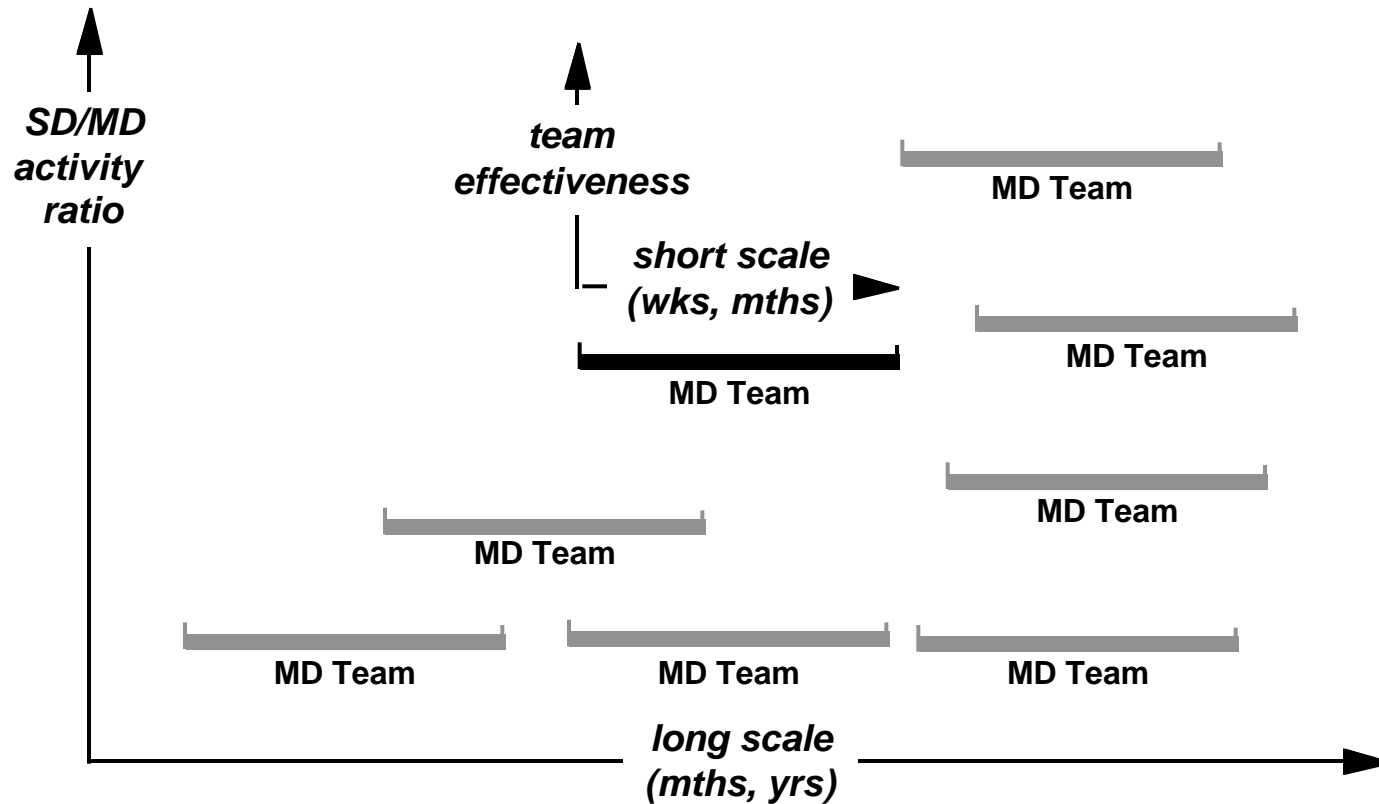 SD/MD
activity
ratio
team
effectiveness
short scale
(wks, mths)
MD Team
MD Team
MD Team
MD Team
MD Team
MD Team
MD Team
MD Team
long scale
(mths, yrs)